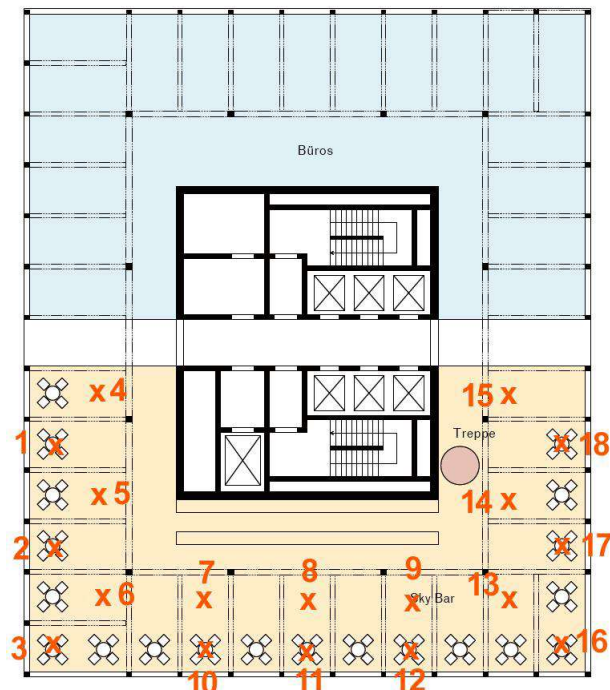 Büros
x 4
15 x
1 x
Treppe
x 18
x 5
14 x
2 x
x 17
7
8
9
13
x 6
x
x
x
Sky Bar
x
3 x
x
x
x
x 16
10
11
12